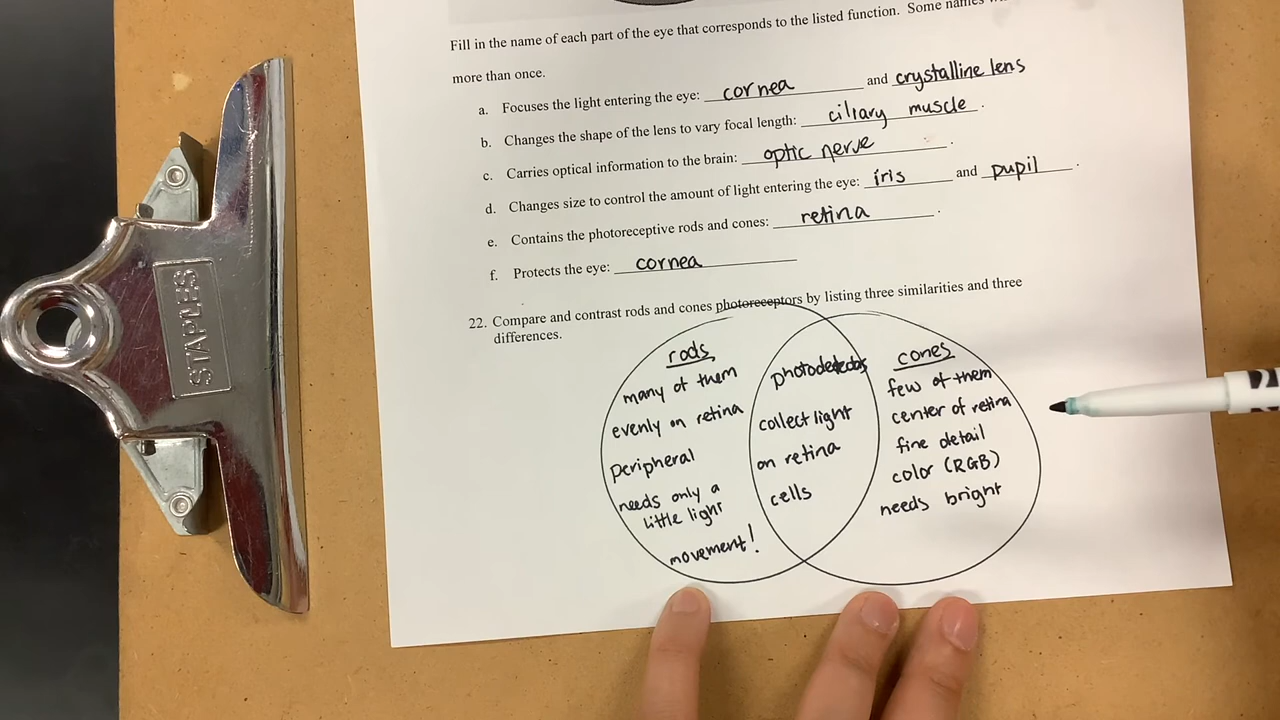 Fill in the name of each part of the eye that corresponds to the listed function. Some names
more than once.
a. Focuses the light entering the eye: cornea and crystalline lens
b. Changes the shape of the lens to vary focal length: ciliary muscle.
c. Carries optical information to the brain: optic nerve.
d. Changes size to control the amount of light entering the eye: iris and pupil.
e. Contains the photoreceptive rods and cones: retina.
f. Protects the eye: cornea
22. Compare and contrast rods and cones photoreceptors by listing three similarities and three
differences.
rods
many of them
evenly on retina
peripheral
needs only a
little light
movement!
photodetectors
collect light
on retina
cells
cones
few of them
center of retina
fine detail
color (RGB)
needs bright
STAPLES